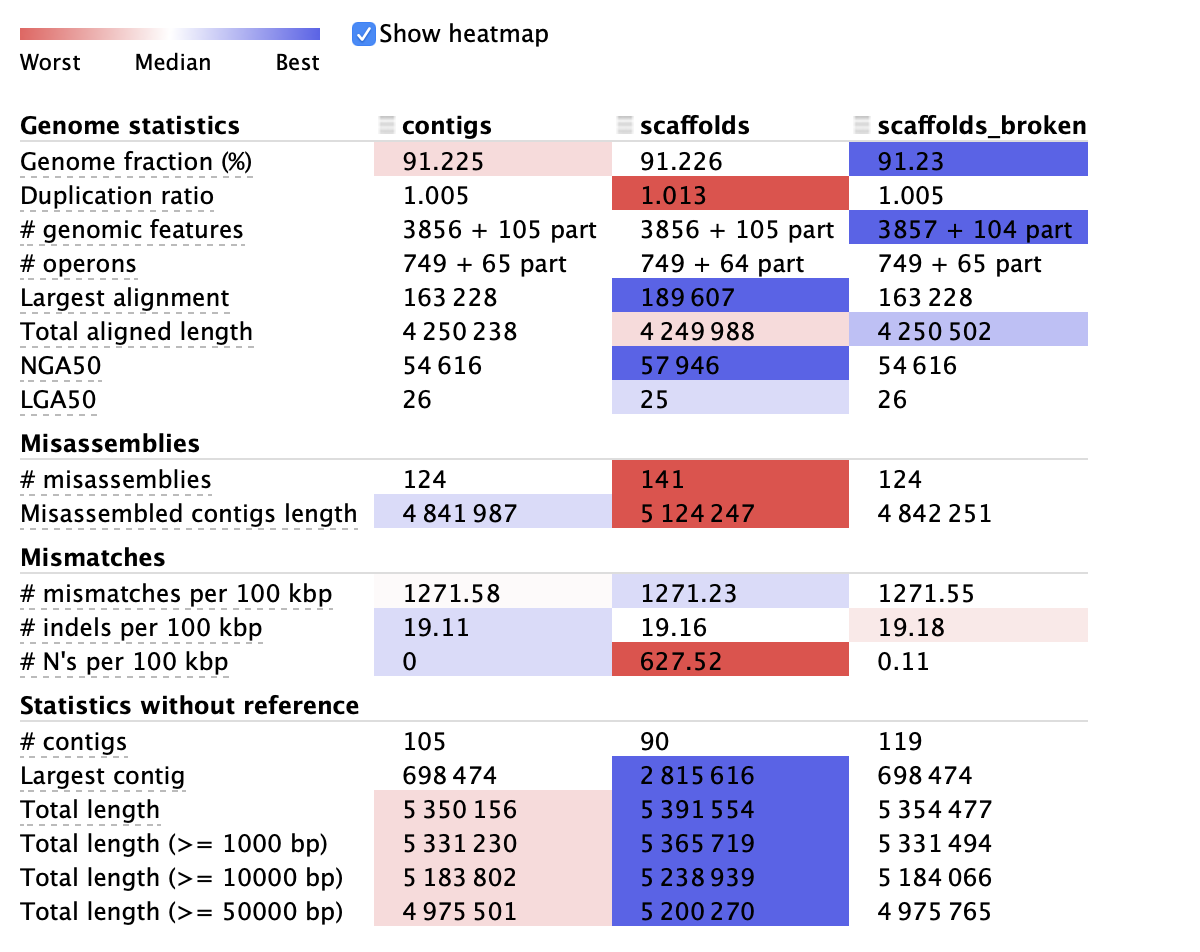 Show heatmap
Worst Median Best
Genome statistics contigs scaffolds scaffolds_broken
Genome fraction (%) 91.225 91.226 91.23
Duplication ratio 1.005 1.013 1.005
# genomic features 3856 + 105 part 3856 + 105 part 3857 + 104 part
# operons 749 + 65 part 749 + 64 part 749 + 65 part
Largest alignment 163 228 189 607 163 228
Total aligned length 4 250 238 4 249 988 4 250 502
NGA50 54 616 57 946 54 616
LGA50 26 25 26
Misassemblies
# misassemblies 124 141 124
Misassembled contigs length 4 841 987 5 124 247 4 842 251
Mismatches
# mismatches per 100 kbp 1271.58 1271.23 1271.55
# indels per 100 kbp 19.11 19.16 19.18
# N's per 100 kbp 0 627.52 0.11
Statistics without reference
# contigs 105 90 119
Largest contig 698 474 2 815 616 698 474
Total length 5 350 156 5 391 554 5 354 477
Total length (>= 1000 bp) 5 331 230 5 365 719 5 331 494
Total length (>= 10000 bp) 5 183 802 5 238 939 5 184 066
Total length (>= 50000 bp) 4 975 501 5 200 270 4 975 765